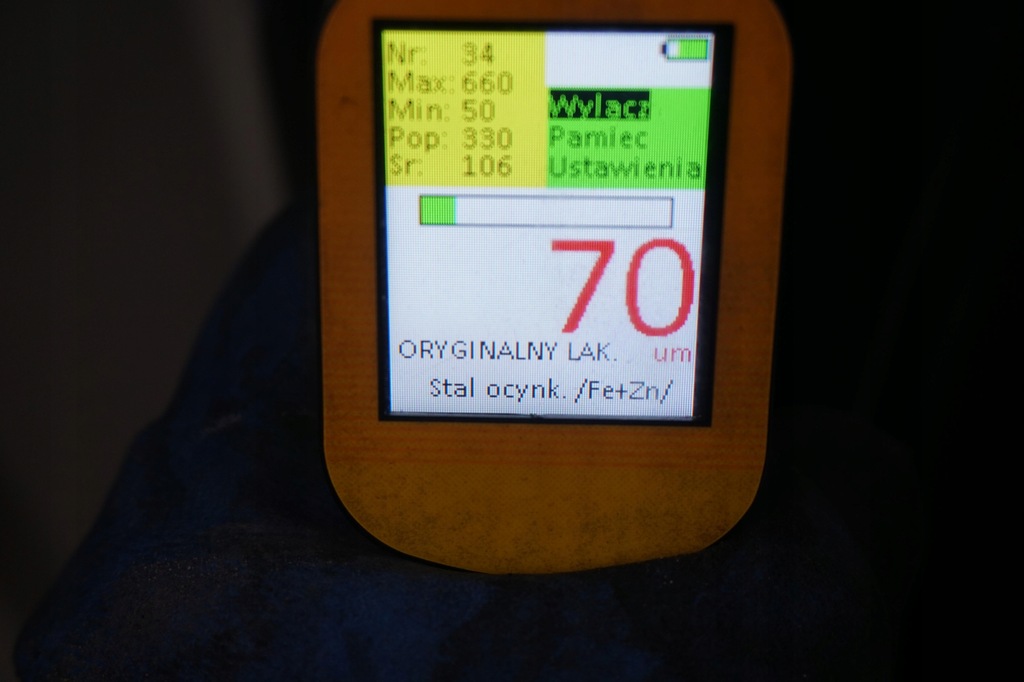 Nr: 34
Max: 660
Min: 50
Pop: 330
Sr: 106
Wylacz
Pamiec
Ustawienia
70
ORYGINALNY LAK. um
Stal ocynk. /Fe+Zn/